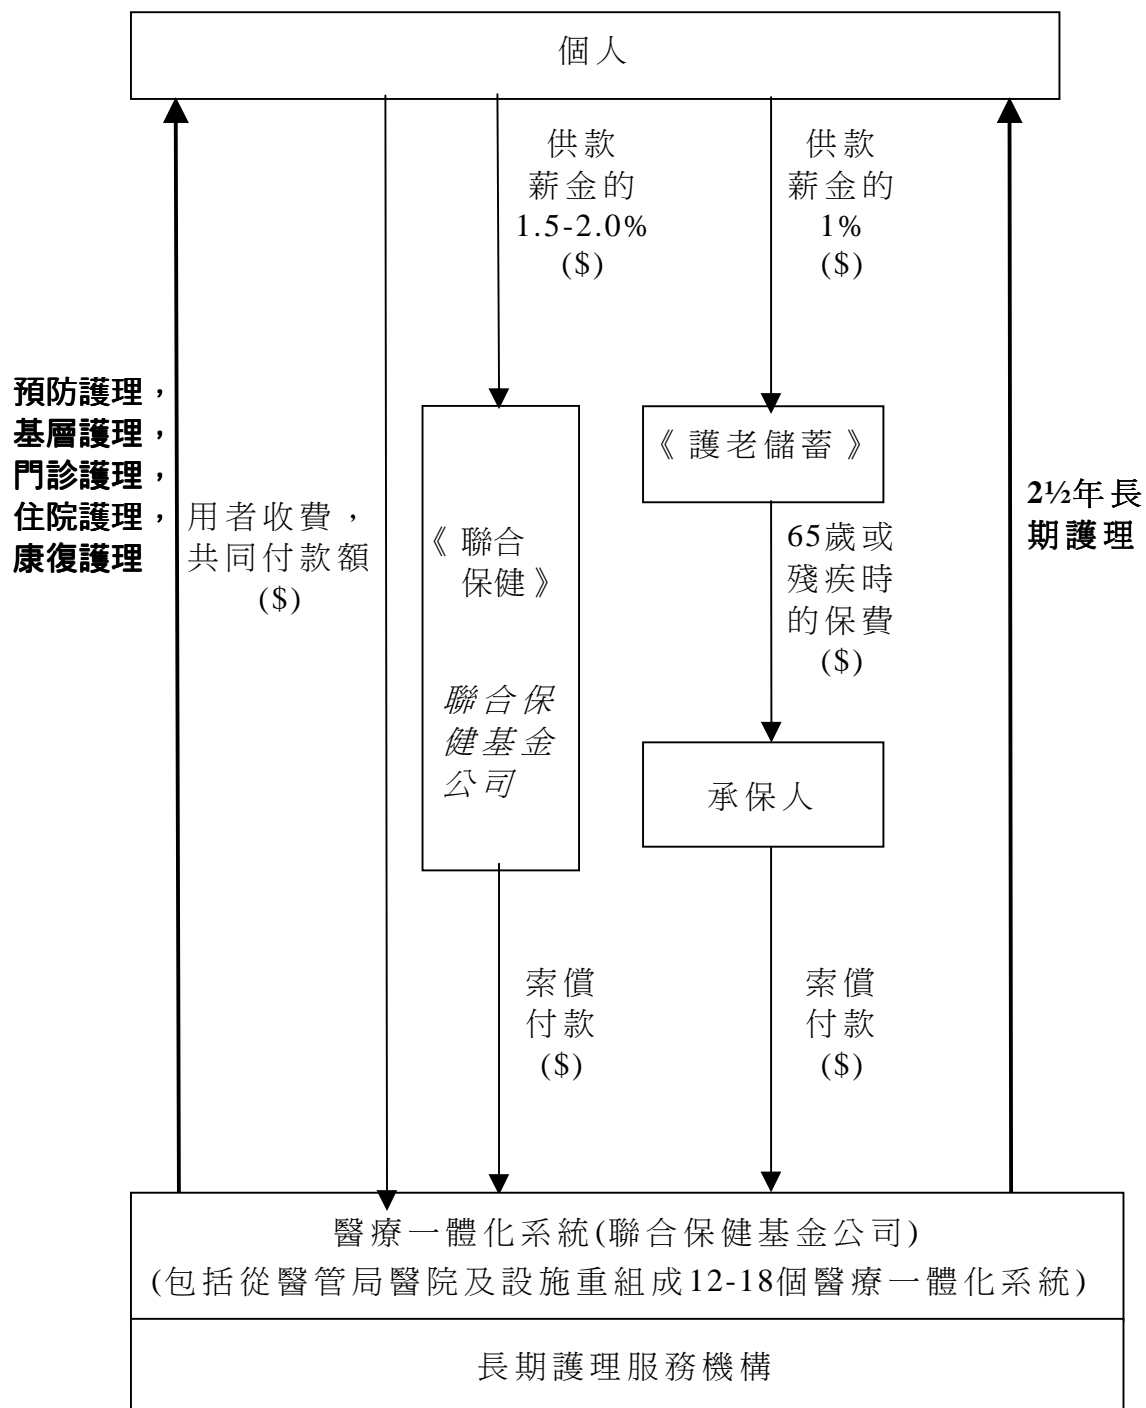 個人
供款
薪金的
1.5-2.0%
($)
供款
薪金的
1%
($)
預防護理，
基層護理，
門診護理，
住院護理，
康復護理
用者收費，
共同付款額
($)
《聯合
保健》
聯合保
健基金
公司
《護老儲蓄》
65歲或
殘疾時
的保費
($)
承保人
2½年長
期護理
索償
付款
($)
索償
付款
($)
醫療一體化系統(聯合保健基金公司)
(包括從醫管局醫院及設施重組成12-18個醫療一體化系統)
長期護理服務機構